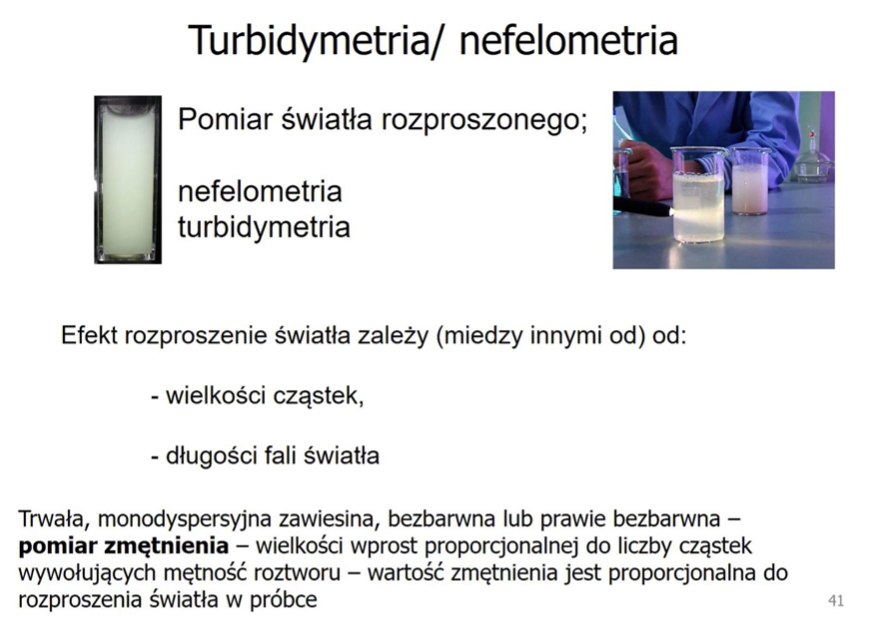 Turbidymetria/ nefelometria
Pomiar światła rozproszonego;
nefelometria
turbidymetria
Efekt rozproszenie światła zależy (miedzy innymi od) od:
- wielkości cząstek,
- długości fali światła
Trwała, monodyspersyjna zawiesina, bezbarwna lub prawie bezbarwna –
pomiar zmętnienia – wielkości wprost proporcjonalnej do liczby cząstek
wywołujących mętność roztworu – wartość zmętnienia jest proporcjonalna do
rozproszenia światła w próbce
41